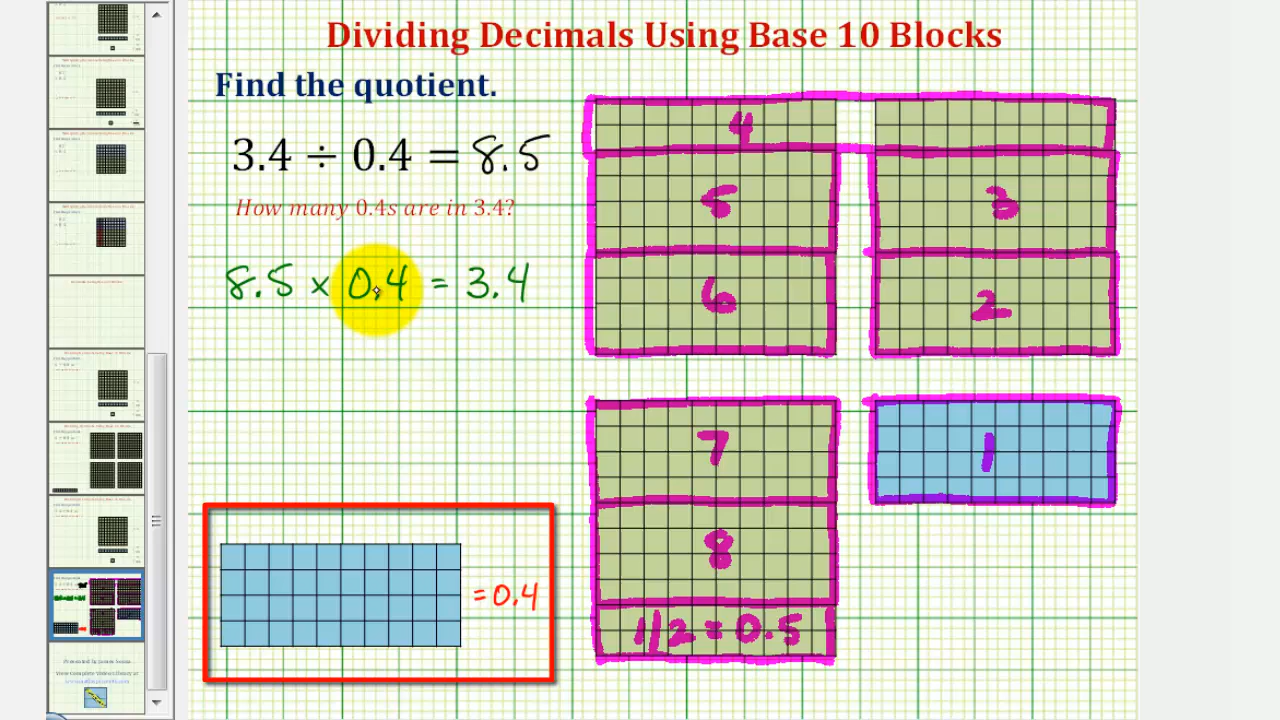 Dividing Decimals Using Base 10 Blocks
Find the quotient.
3.4 ÷ 0.4 = 8.5
How many 0.4s are in 3.4?
8.5 × 0.4 = 3.4
= 0.4
4
5
3
6
2
7
1
8
1/2 = 0.5